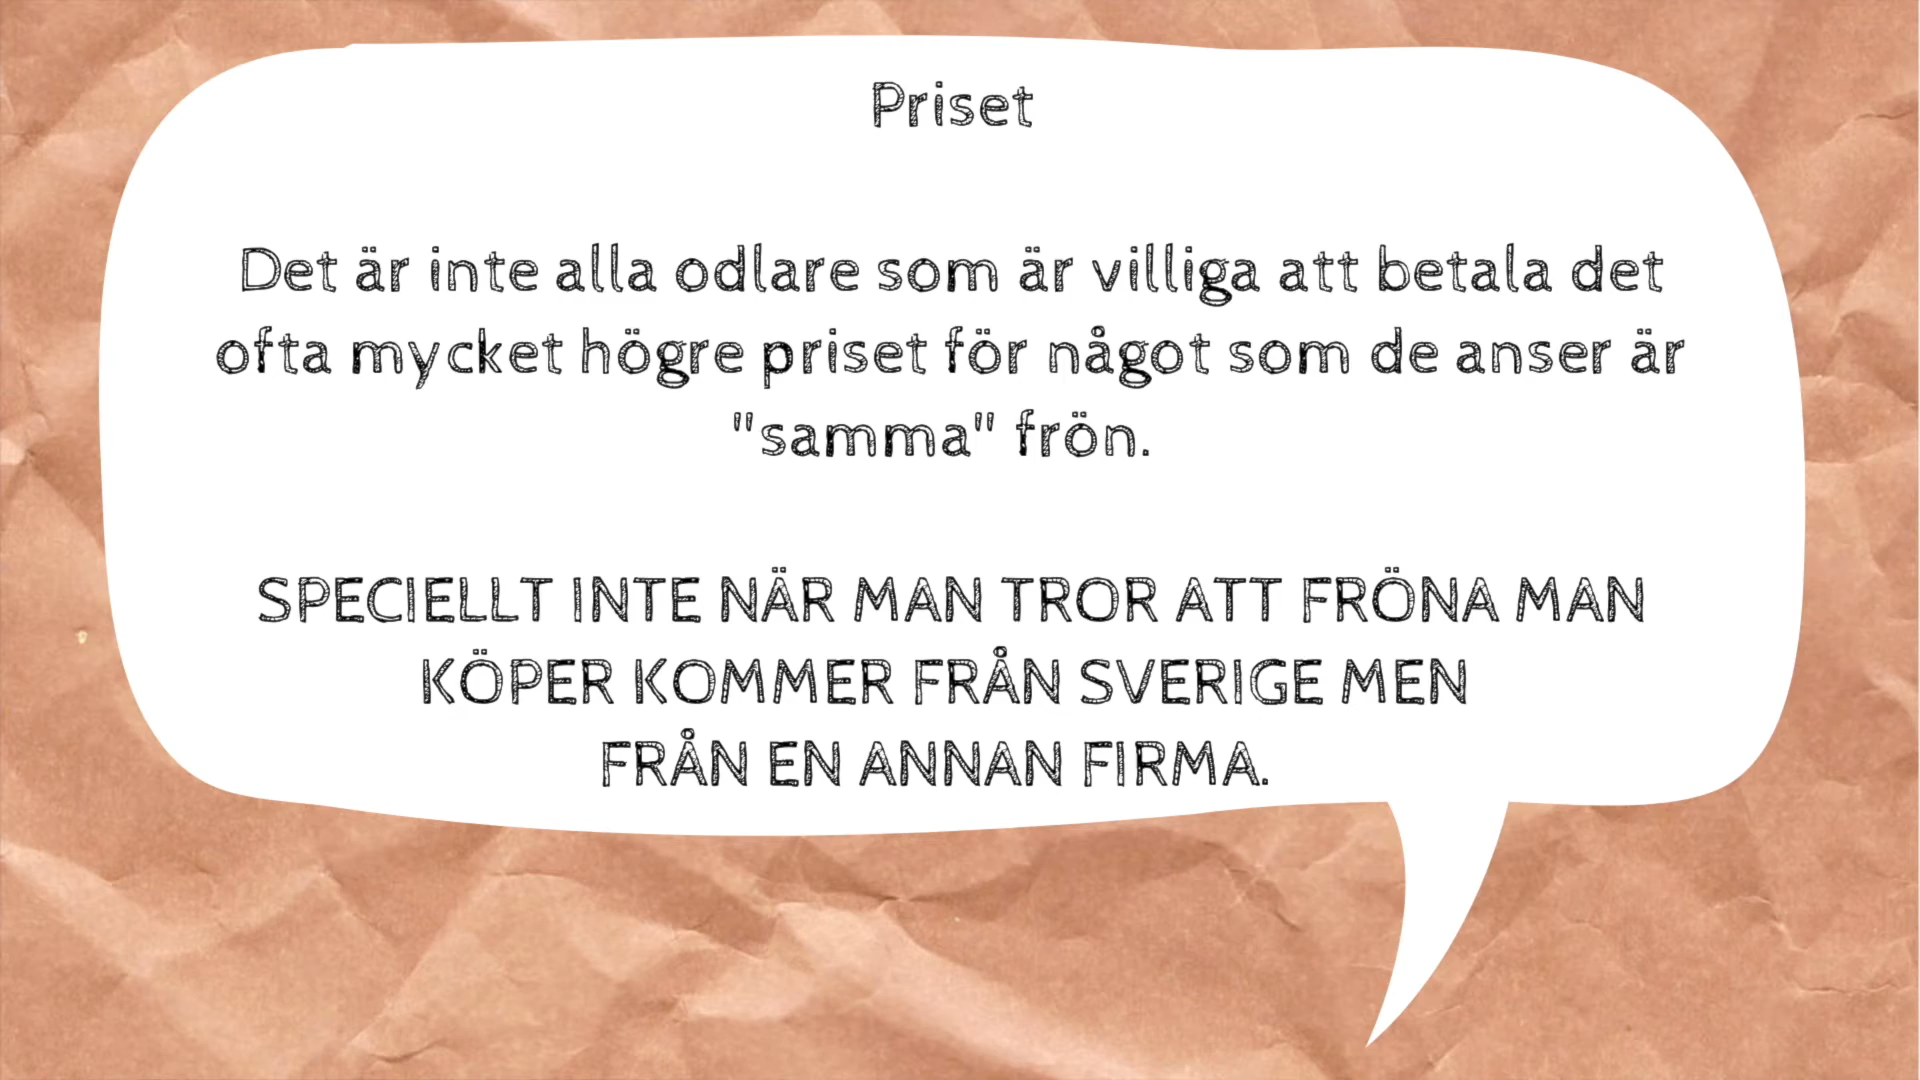 Priset
Det är inte alla odlare som är villiga att betala det
ofta mycket högre priset för något som de anser är
"samma" frön.
SPECIELLT INTE NÄR MAN TROR ATT FRÖNA MAN
KÖPER KOMMER FRÅN SVERIGE MEN
FRÅN EN ANNAN FIRMA.